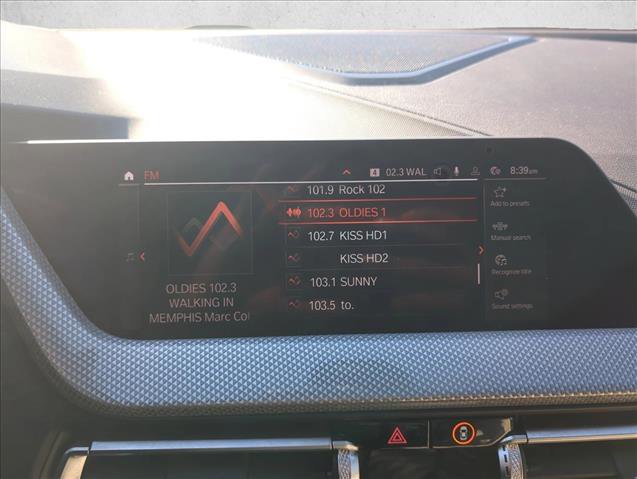 FM
4 02.3 WAL 8:39am
101.9 Rock 102
102.3 OLDIES 1
102.7 KISS HD1
KISS HD2
103.1 SUNNY
103.5 to.
OLDIES 102.3
WALKING IN
MEMPHIS Marc Co
Add to presets
Manual search
Recognize title
Sound settings